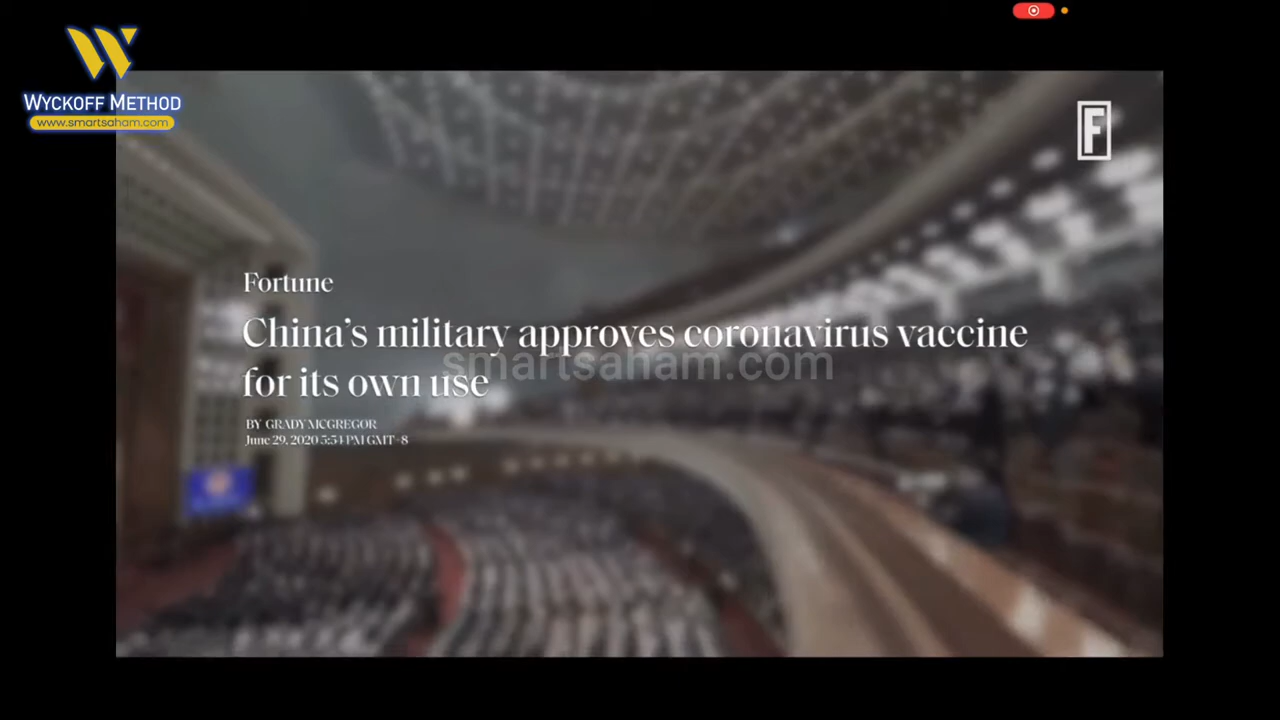 WYCKOFF METHOD
www.smartsaham.com
F
Fortune
China's military approves coronavirus vaccine
for its own use
smartsaham.com
BY GRADY MCGREGOR
June 29, 2020 5:54 PM GMT+8